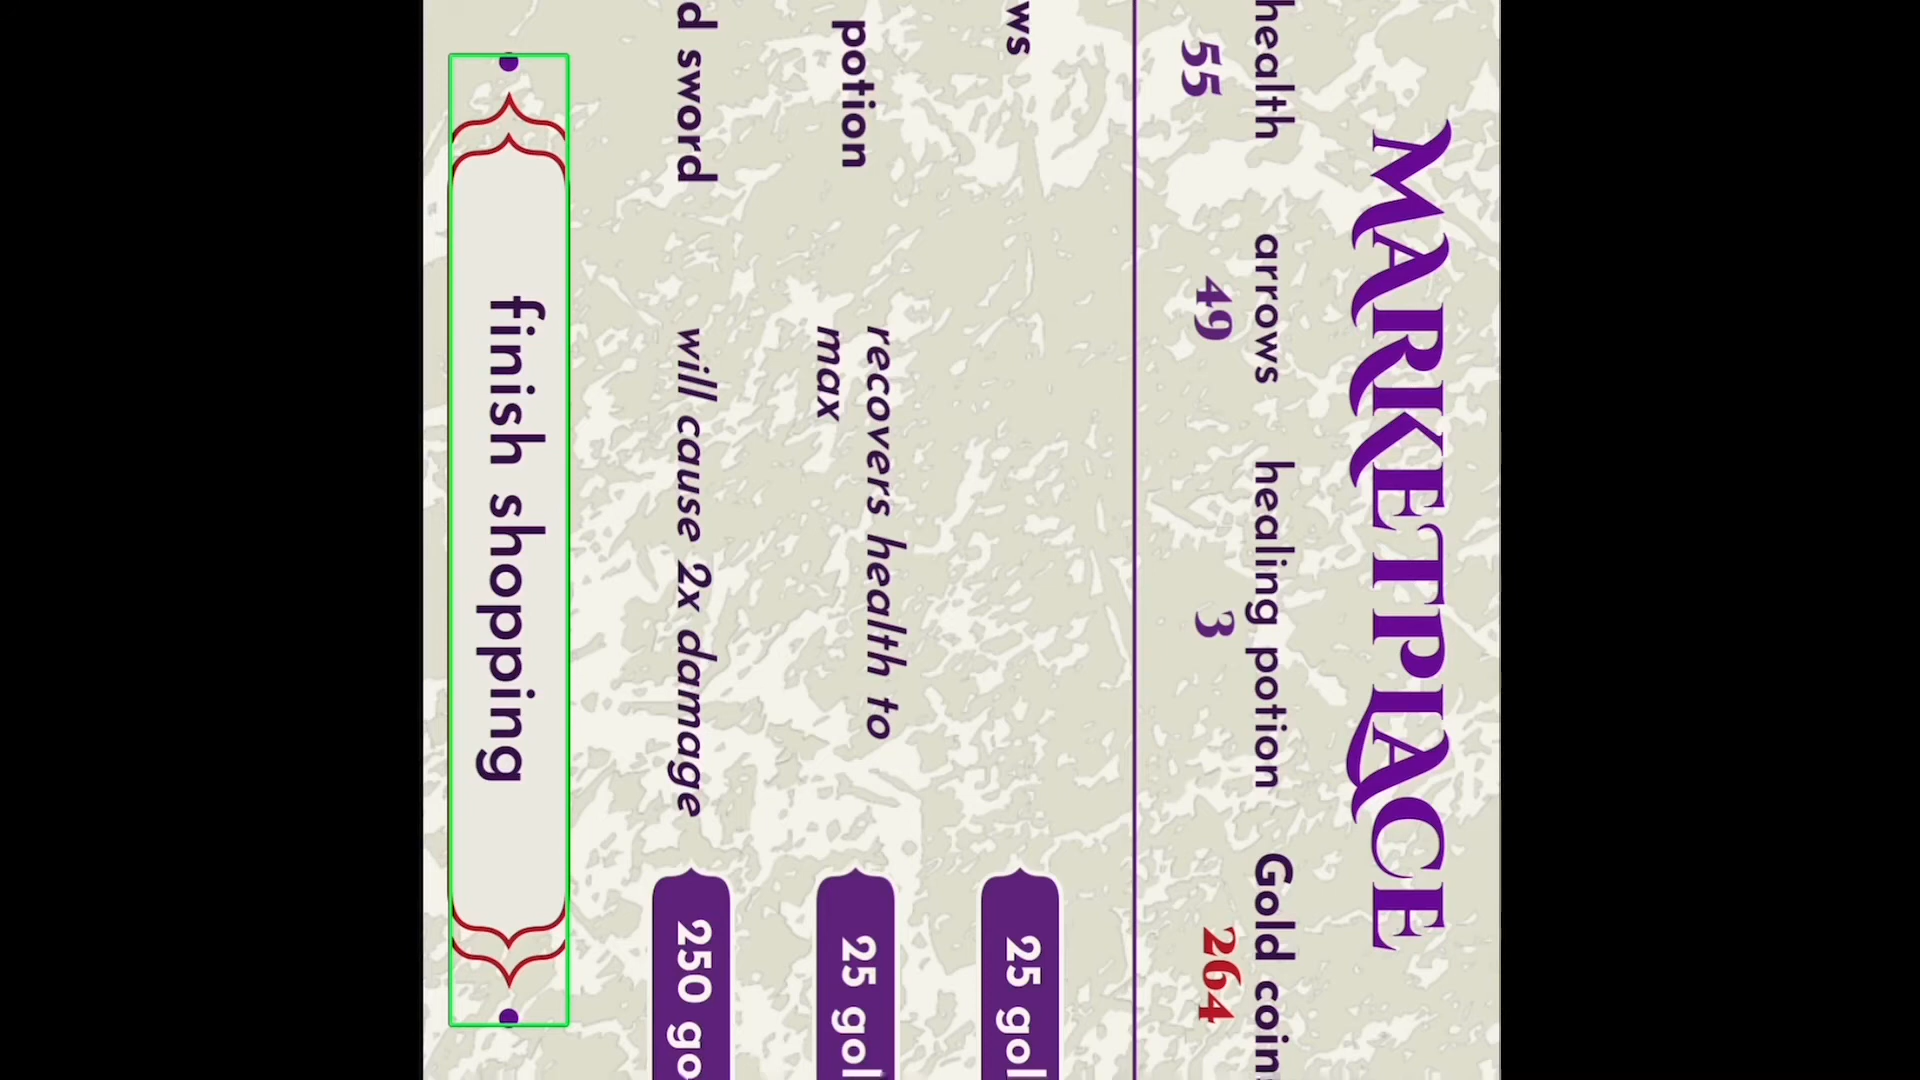 MARKETPLACE
health arrows healing potion Gold coins
55 49 3 264
ws 25 gol
potion recovers health to 25 gol
max
d sword will cause 2x damage 250 go
finish shopping